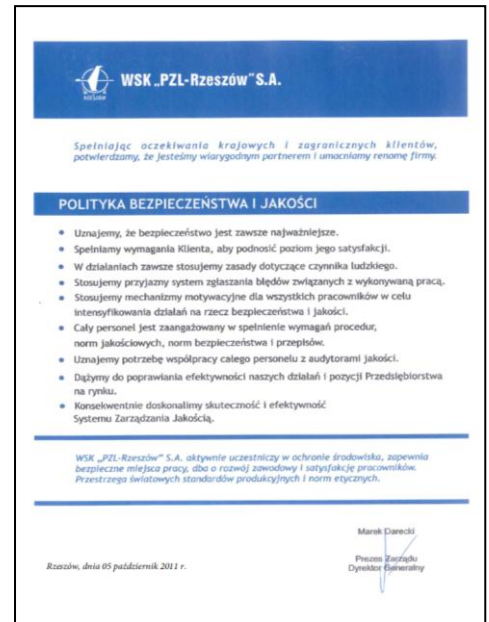 WSK „PZL-Rzeszów” S.A.
Spełniając oczekiwania krajowych i zagranicznych klientów,
potwierdzamy, że jesteśmy wiarygodnym partnerem i umocniamy renomę firmy.
POLITYKA BEZPIECZEŃSTWA I JAKOŚCI
• Uznajemy, że bezpieczeństwo jest zawsze najważniejsze.
• Spełniamy wymagania Klienta, aby podnosić poziom jego satysfakcji.
• W działaniach zawsze stosujemy zasady dotyczące czynnika ludzkiego.
• Stosujemy przyjazny system zgłaszania błędów związanych z wykonywaną pracą.
• Stosujemy mechanizmy motywacyjne dla wszystkich pracowników w celu
intensyfikowania działań na rzecz bezpieczeństwa i jakości.
• Cały personel jest zaangażowany w spełnienie wymagań procedur,
norm jakościowych, norm bezpieczeństwa i przepisów.
• Uznajemy potrzebę współpracy całego personelu z audytorami jakości.
• Dążymy do poprawiania efektywności naszych działań i pozycji Przedsiębiorstwa
na rynku.
• Konsekwentnie doskonalimy skuteczność i efektywność
Systemu Zarządzania Jakością.
WSK „PZL-Rzeszów” S.A. aktywnie uczestniczy w ochronie środowiska, zapewnia
bezpieczne miejsca pracy, dba o rozwój zawodowy i satysfakcję pracowników.
Przestrzega światowych standardów produkcyjnych i norm etycznych.
Marek Darecki
Prezes Zarządu
Dyrektor Generalny
Rzeszów, dnia 05 październik 2011 r.